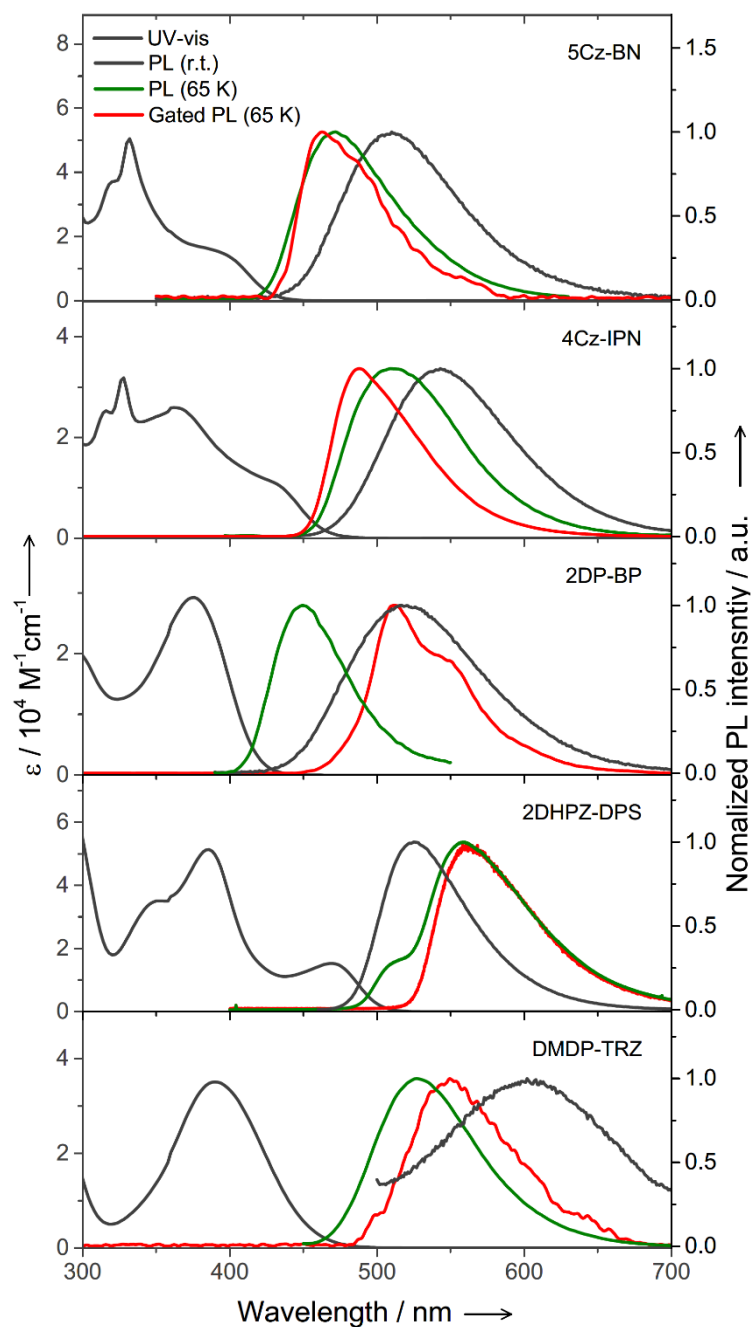 UV-vis
PL (r.t.)
PL (65 K)
Gated PL (65 K)
5Cz-BN
8
6
4
2
0
1.5
1.0
0.5
0.0
4Cz-IPN
4
2
0
1.0
0.5
0.0
2DP-BP
2
0
1.0
0.5
0.0
2DHPZ-DPS
6
4
2
0
1.0
0.5
0.0
DMDP-TRZ
4
2
0
1.0
0.5
0.0
300 400 500 600 700
Wavelength / nm →
ε / 10⁴ M⁻¹cm⁻¹ →
Nomalized PL intensntiy / a.u. →